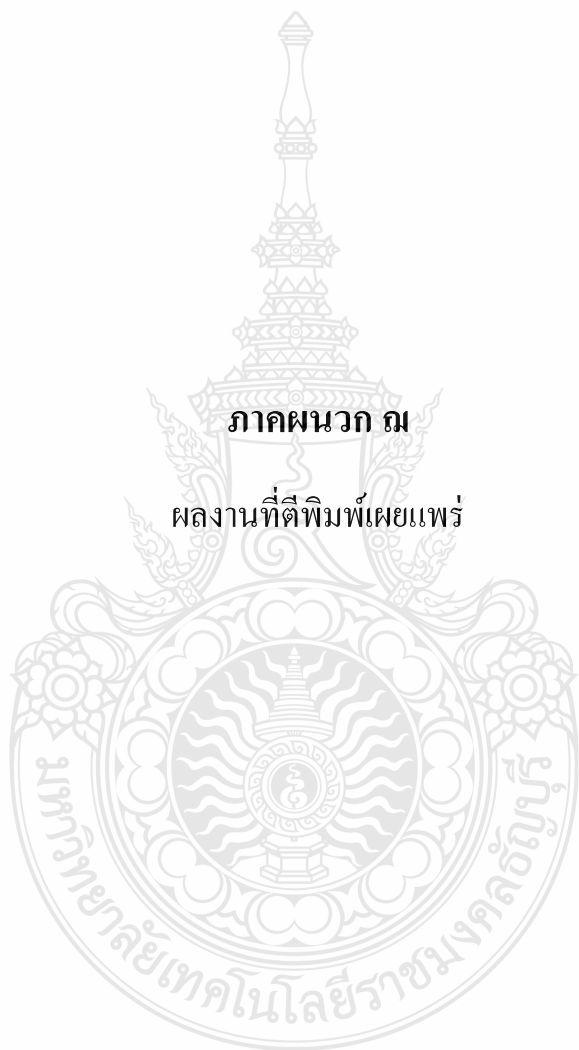 ภาคผนวก ฌ
ผลงานที่ตีพิมพ์เผยแพร่
มหาวิทยาลัยเทคโนโลยีราชมงคลธัญบุรี